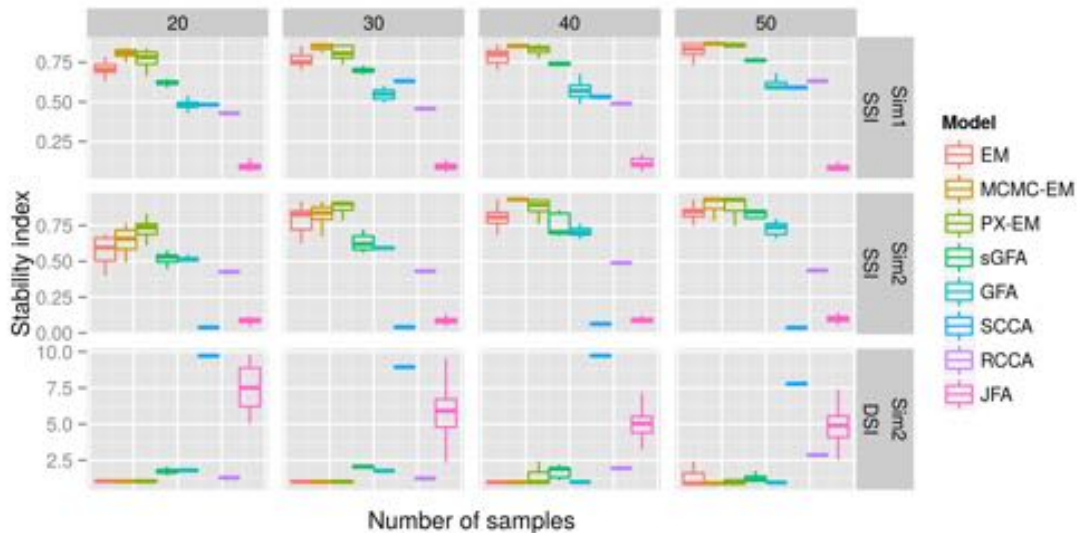 20 30 40 50
0.75
0.50
0.25
Sim1
SSI
0.75
0.50
0.25
0.00
Sim2
SSI
10.0
7.5
5.0
2.5
Sim2
DSI
Stability index
Number of samples
Model
EM
MCMC-EM
PX-EM
sGFA
GFA
SCCA
RCCA
JFA